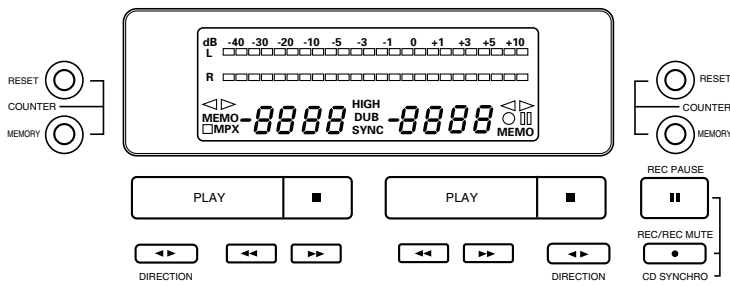 dB -40 -30 -20 -10 -5 -3 -1 0 +1 +3 +5 +10
L
R
RESET
COUNTER
MEMORY
MEMO
MPX
-8888
HIGH
DUB
SYNC
-8888
MEMO
RESET
COUNTER
MEMORY
REC PAUSE
PLAY
PLAY
REC/REC MUTE
DIRECTION
DIRECTION
CD SYNCHRO